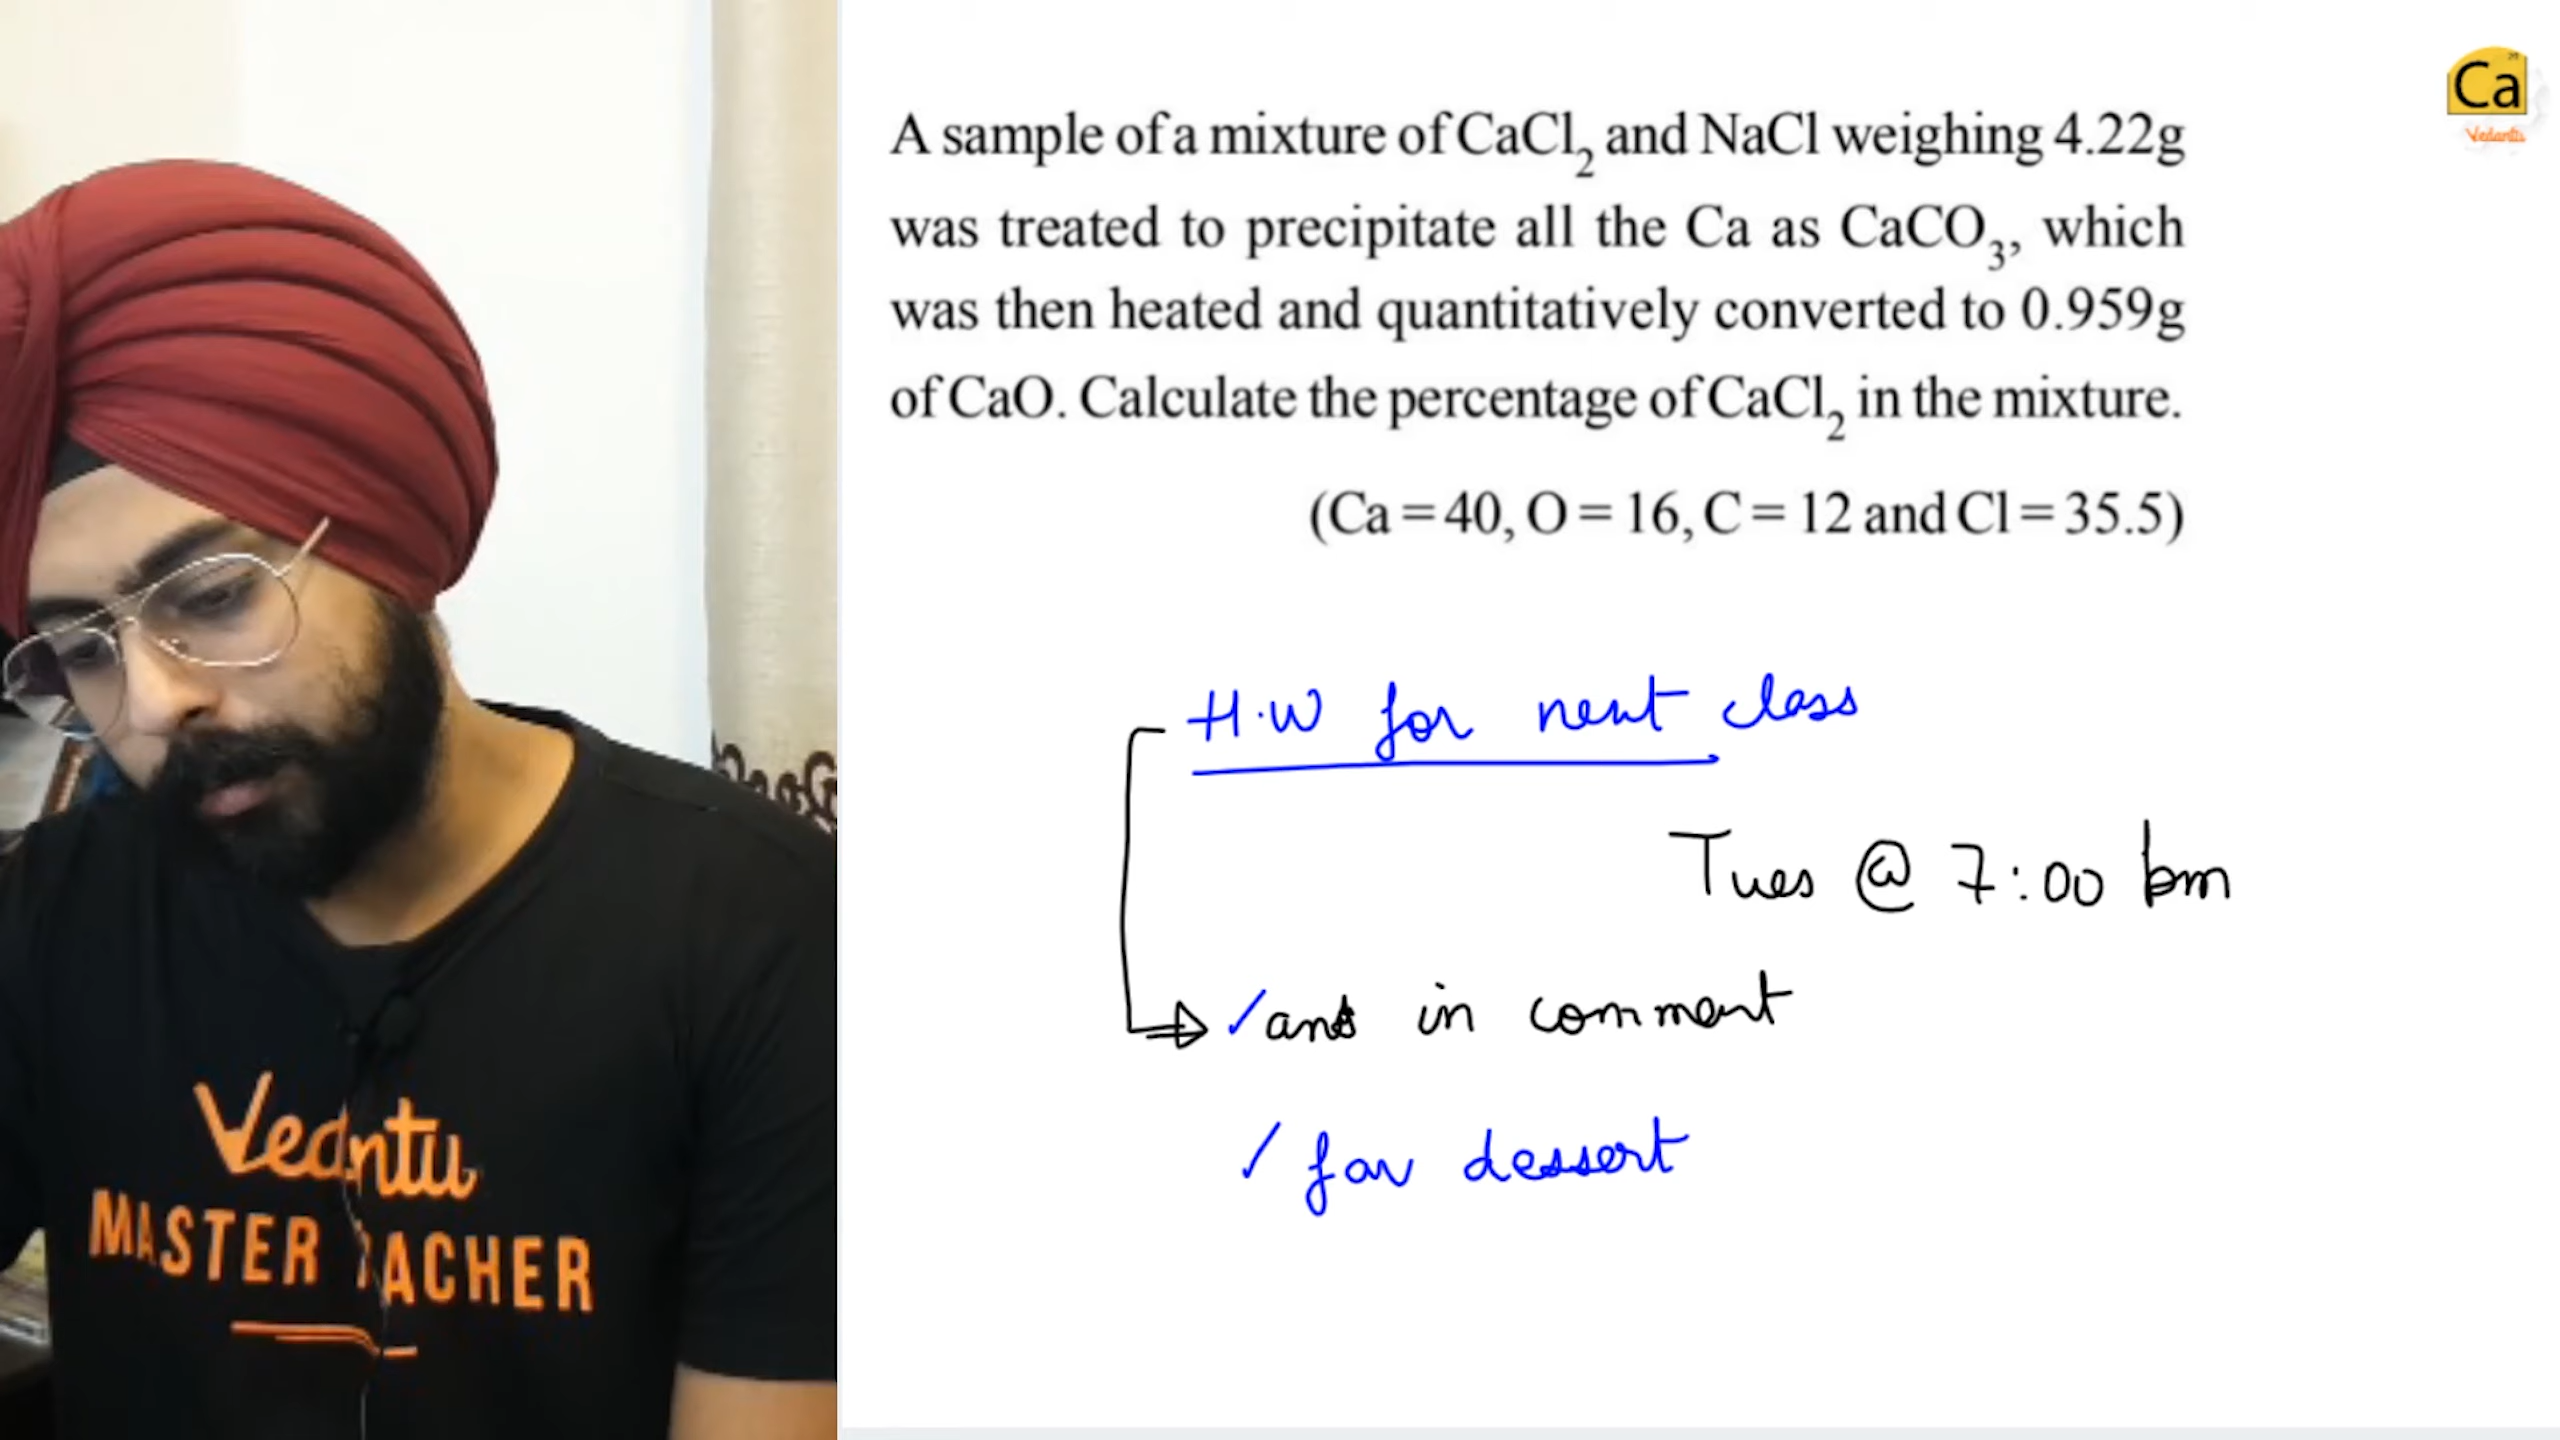 Ca
Vedantu
A sample of a mixture of CaCl₂ and NaCl weighing 4.22g
was treated to precipitate all the Ca as CaCO₃, which
was then heated and quantitatively converted to 0.959g
of CaO. Calculate the percentage of CaCl₂ in the mixture.
(Ca = 40, O = 16, C = 12 and Cl = 35.5)
H.W for next class
Tues @ 7:00 pm
✓ans in comment
✓ fav dessert
Vedantu
MASTER